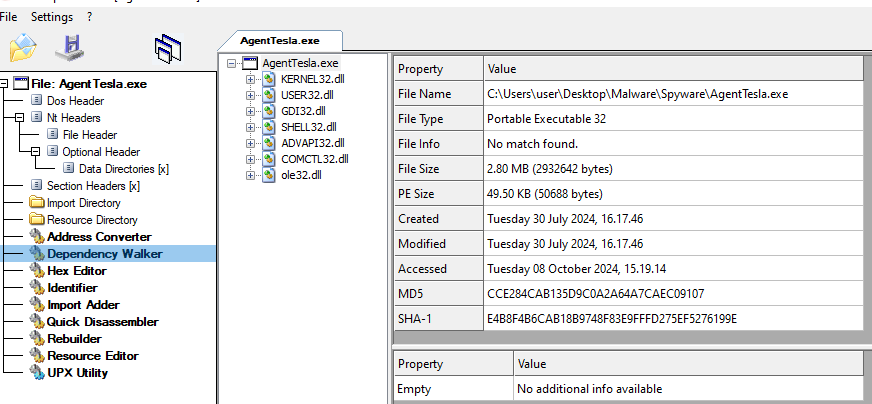 File Settings ?
AgentTesla.exe
File: AgentTesla.exe
Dos Header
Nt Headers
File Header
Optional Header
Data Directories [x]
Section Headers [x]
Import Directory
Resource Directory
Address Converter
Dependency Walker
Hex Editor
Identifier
Import Adder
Quick Disassembler
Rebuilder
Resource Editor
UPX Utility
AgentTesla.exe
KERNEL32.dll
USER32.dll
GDI32.dll
SHELL32.dll
ADVAPI32.dll
COMCTL32.dll
ole32.dll
Property Value
File Name C:\Users\user\Desktop\Malware\Spyware\AgentTesla.exe
File Type Portable Executable 32
File Info No match found.
File Size 2.80 MB (2932642 bytes)
PE Size 49.50 KB (50688 bytes)
Created Tuesday 30 July 2024, 16.17.46
Modified Tuesday 30 July 2024, 16.17.46
Accessed Tuesday 08 October 2024, 15.19.14
MD5 CCE284CAB135D9C0A2A64A7CAEC09107
SHA-1 E4B8F4B6CAB18B9748F83E9FFFD275EF5276199E
Property Value
Empty No additional info available